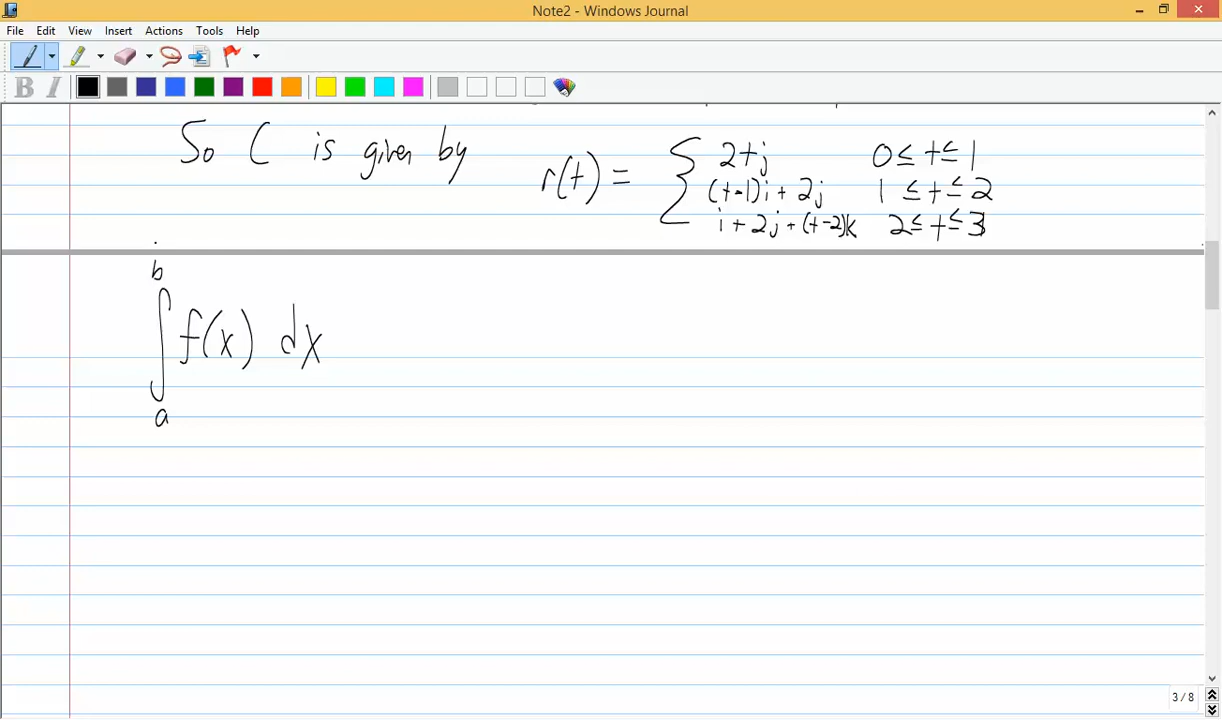 Note2 - Windows Journal
File Edit View Insert Actions Tools Help
B I
So C is given by
r(t) = { 2tj 0 ≤ t ≤ 1
(t-1)i + 2j 1 ≤ t ≤ 2
i + 2j + (t-2)k 2 ≤ t ≤ 3
b
∫ f(x) dx
a
3 / 8